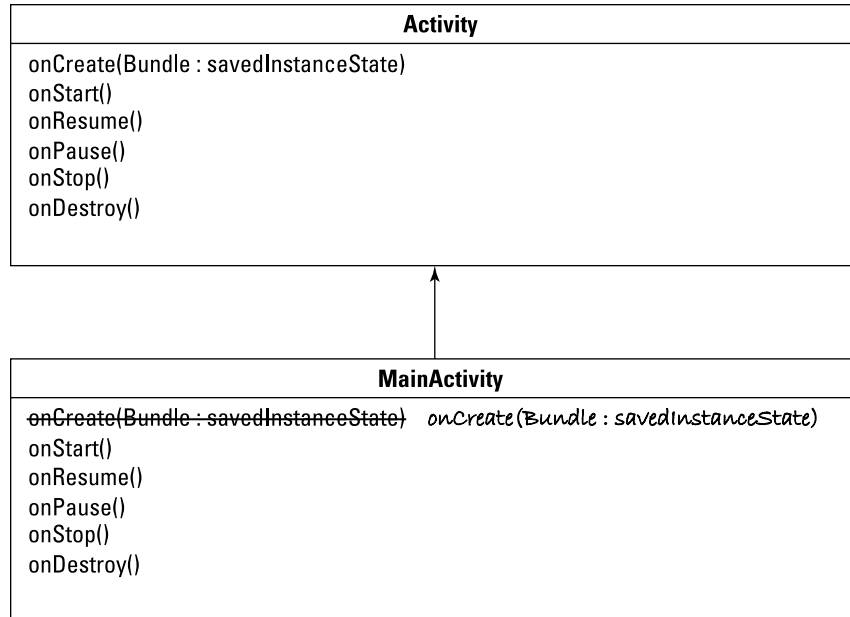 Activity
onCreate(Bundle : savedInstanceState)
onStart()
onResume()
onPause()
onStop()
onDestroy()
MainActivity
onCreate(Bundle : savedInstanceState) onCreate(Bundle : savedInstanceState)
onStart()
onResume()
onPause()
onStop()
onDestroy()